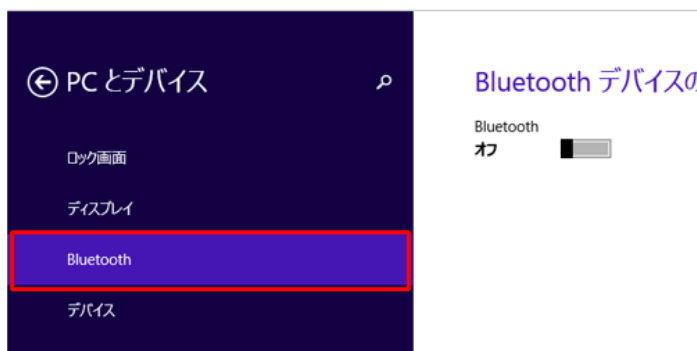 PC とデバイス
ロック画面
ディスプレイ
Bluetooth
デバイス
Bluetooth デバイスの
Bluetooth
オフ